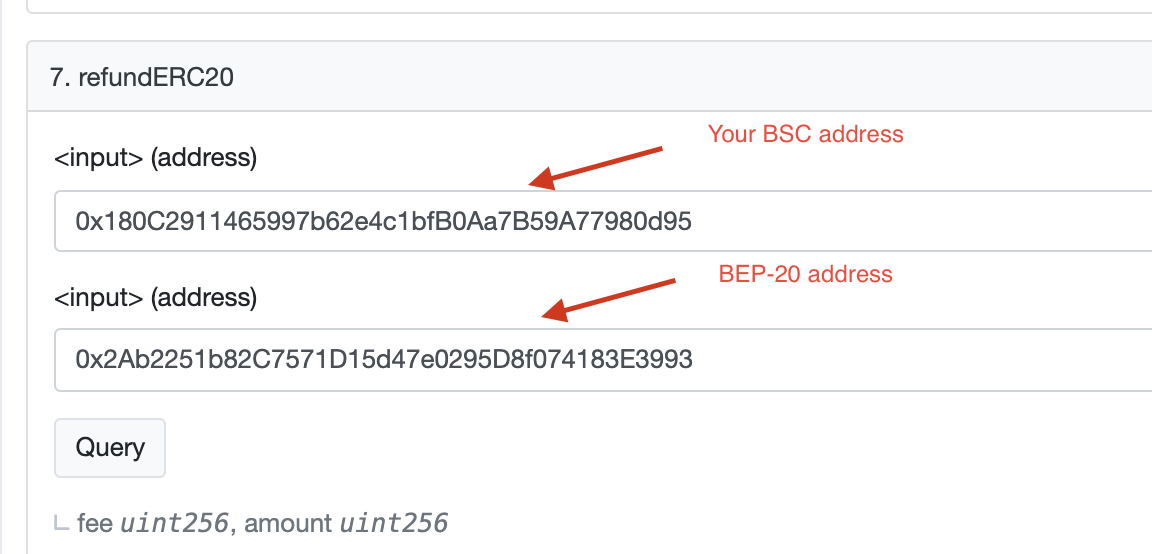 7. refundERC20
Your BSC address
<input> (address)
0x180C2911465997b62e4c1bfB0Aa7B59A77980d95
BEP-20 address
<input> (address)
0x2Ab2251b82C7571D15d47e0295D8f074183E3993
Query
fee uint256, amount uint256